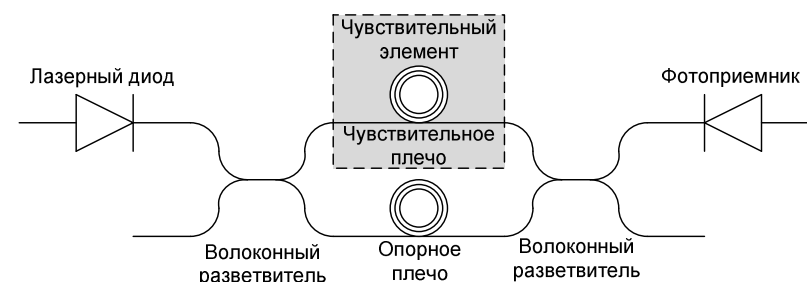 Чувствительный
элемент
Лазерный диод
Фотоприемник
Чувствительное
плечо
Волоконный
разветвитель
Опорное
плечо
Волоконный
разветвитель